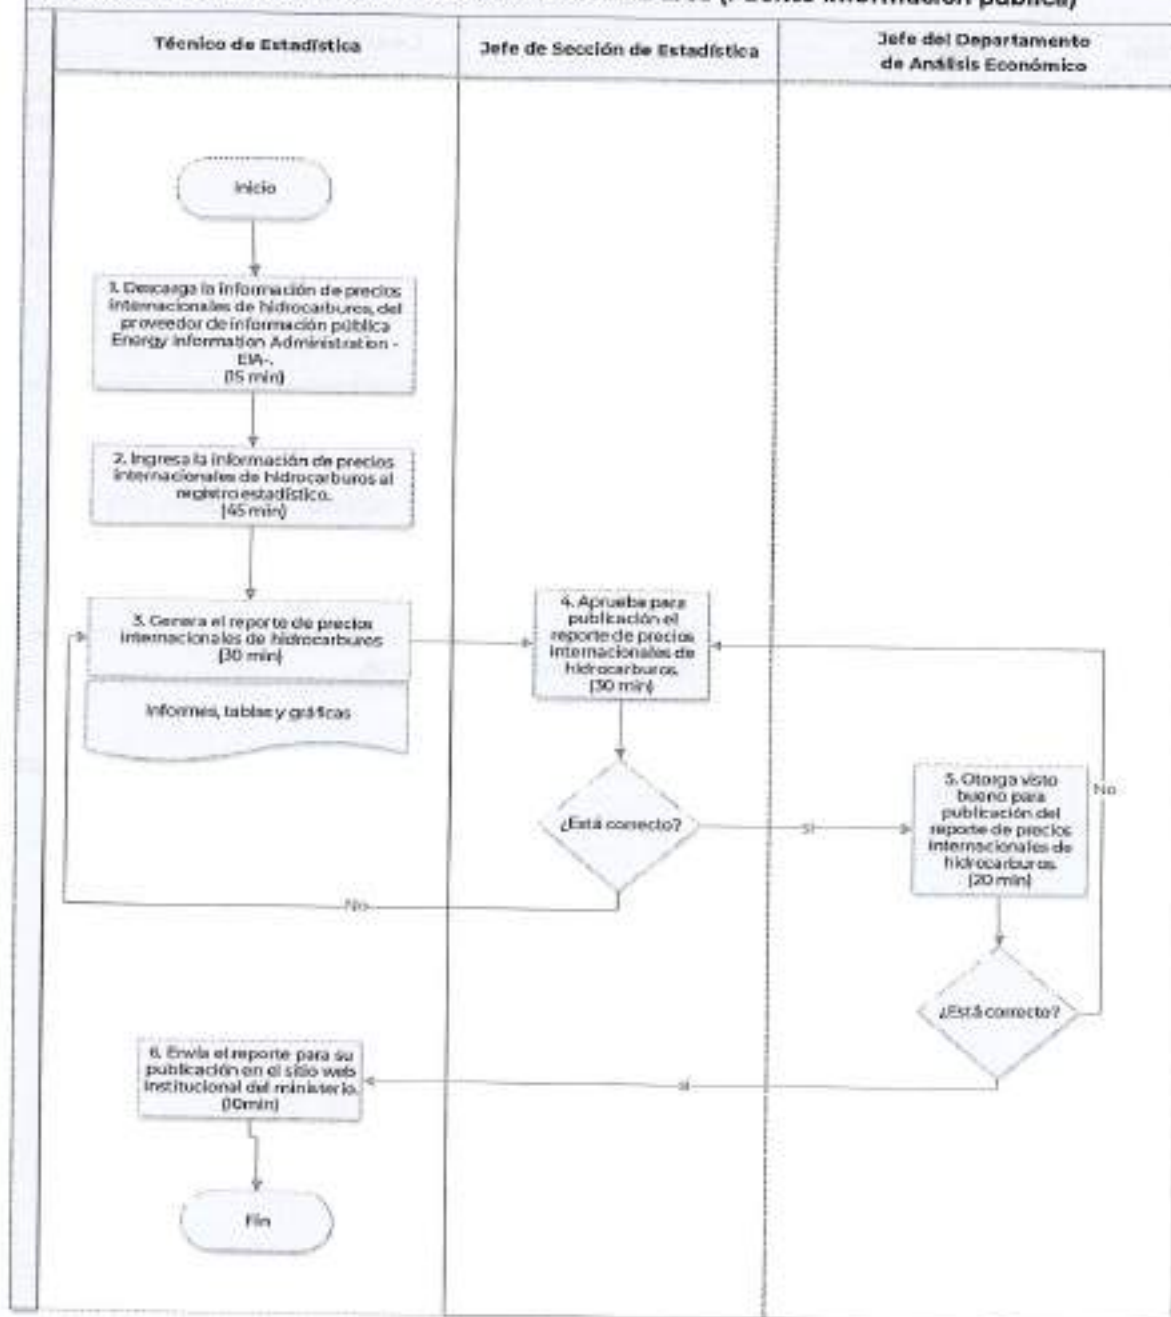 (Fuente información pública)
Técnico de Estadística
Jefe de Sección de Estadística
Jefe del Departamento
de Análisis Económico
Inicio
1. Descarga la información de precios
internacionales de hidrocarburos, del
proveedor de información pública
Energy Information Administration -
EIA-.
(15 min)
2. Ingresa la información de precios
internacionales de hidrocarburos al
registro estadístico.
(45 min)
3. Genera el reporte de precios
internacionales de hidrocarburos
(30 min)
Informes, tablas y gráficas
4. Aprueba para
publicación el
reporte de precios
internacionales de
hidrocarburos.
(30 min)
¿Está correcto?
sí
No
5. Otorga visto
bueno para
publicación del
reporte de precios
internacionales de
hidrocarburos.
(20 min)
No
¿Está correcto?
sí
6. Envía el reporte para su
publicación en el sitio web
institucional del ministerio.
(10min)
Fin